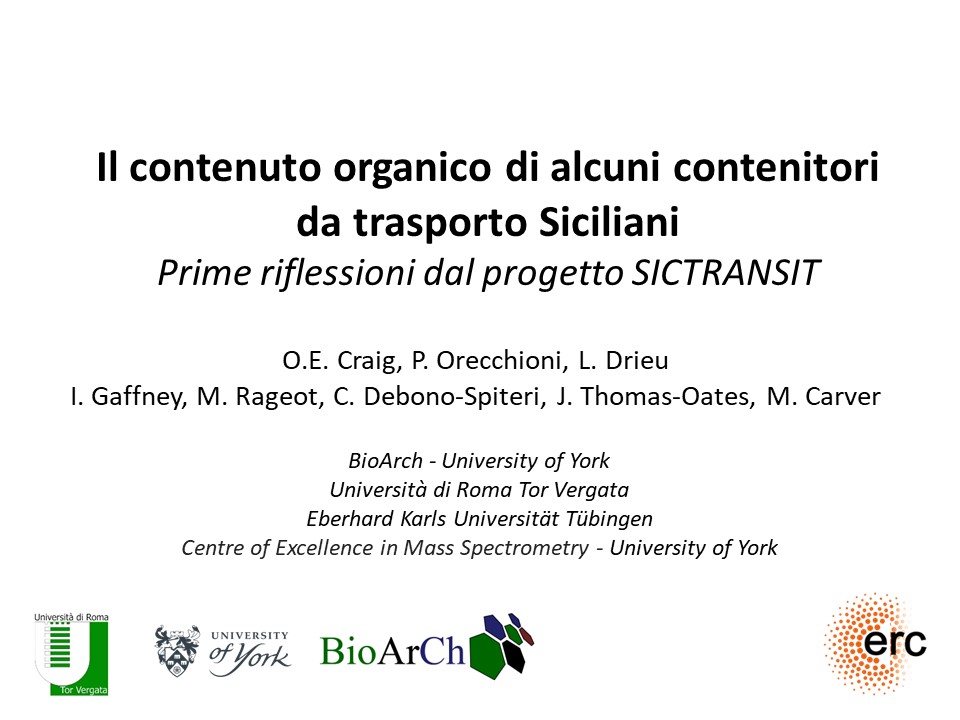 Il contenuto organico di alcuni contenitori
da trasporto Siciliani
Prime riflessioni dal progetto SICTRANSIT
O.E. Craig, P. Orecchioni, L. Drieu
I. Gaffney, M. Rageot, C. Debono-Spiteri, J. Thomas-Oates, M. Carver
BioArch - University of York
Università di Roma Tor Vergata
Eberhard Karls Universität Tübingen
Centre of Excellence in Mass Spectrometry - University of York
Università di Roma
Tor Vergata
UNIVERSITY
of York
BioArCh
erc